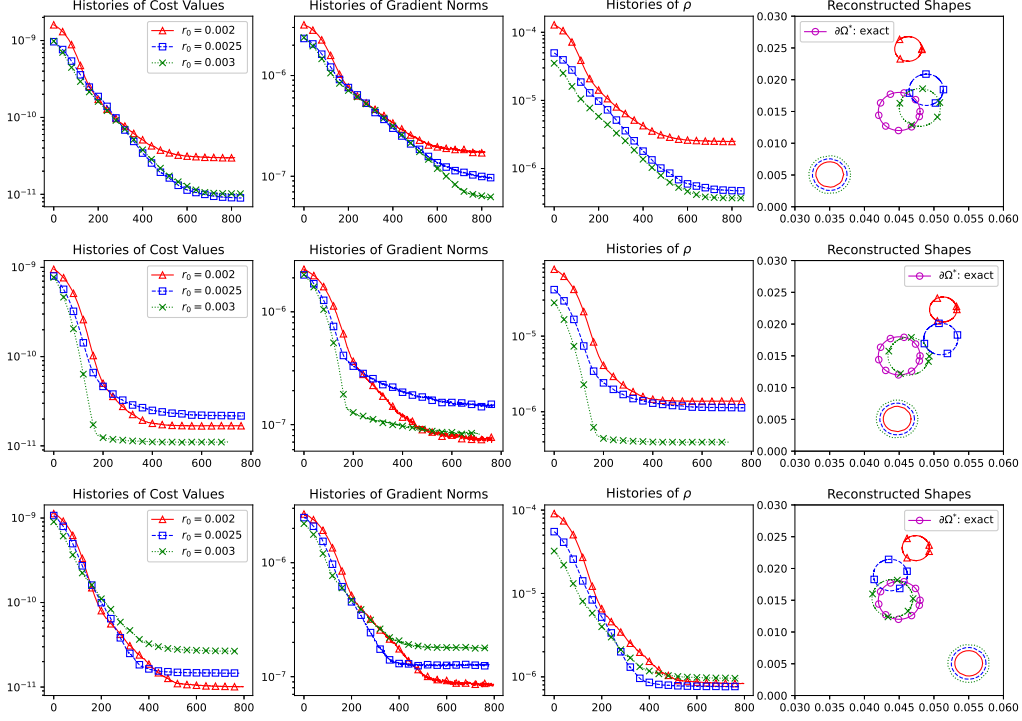 Histories of Cost Values
Histories of Gradient Norms
Histories of ρ
Reconstructed Shapes
r₀ = 0.002
r₀ = 0.0025
r₀ = 0.003
∂Ω*: exact
10⁻⁹
10⁻¹⁰
10⁻¹¹
0 200 400 600 800
10⁻⁶
10⁻⁷
0 200 400 600 800
10⁻⁴
10⁻⁵
10⁻⁶
0 200 400 600 800
0.030
0.025
0.020
0.015
0.010
0.005
0.000
0.030 0.035 0.040 0.045 0.050 0.055 0.060
Histories of Cost Values
Histories of Gradient Norms
Histories of ρ
Reconstructed Shapes
r₀ = 0.002
r₀ = 0.0025
r₀ = 0.003
∂Ω*: exact
10⁻⁹
10⁻¹⁰
10⁻¹¹
0 200 400 600 800
10⁻⁶
10⁻⁷
0 200 400 600 800
10⁻⁵
10⁻⁶
0 200 400 600 800
0.030
0.025
0.020
0.015
0.010
0.005
0.000
0.030 0.035 0.040 0.045 0.050 0.055 0.060
Histories of Cost Values
Histories of Gradient Norms
Histories of ρ
Reconstructed Shapes
r₀ = 0.002
r₀ = 0.0025
r₀ = 0.003
∂Ω*: exact
10⁻⁹
10⁻¹⁰
10⁻¹¹
0 200 400 600 800
10⁻⁶
10⁻⁷
0 200 400 600 800
10⁻⁴
10⁻⁵
10⁻⁶
0 200 400 600 800
0.030
0.025
0.020
0.015
0.010
0.005
0.000
0.030 0.035 0.040 0.045 0.050 0.055 0.060